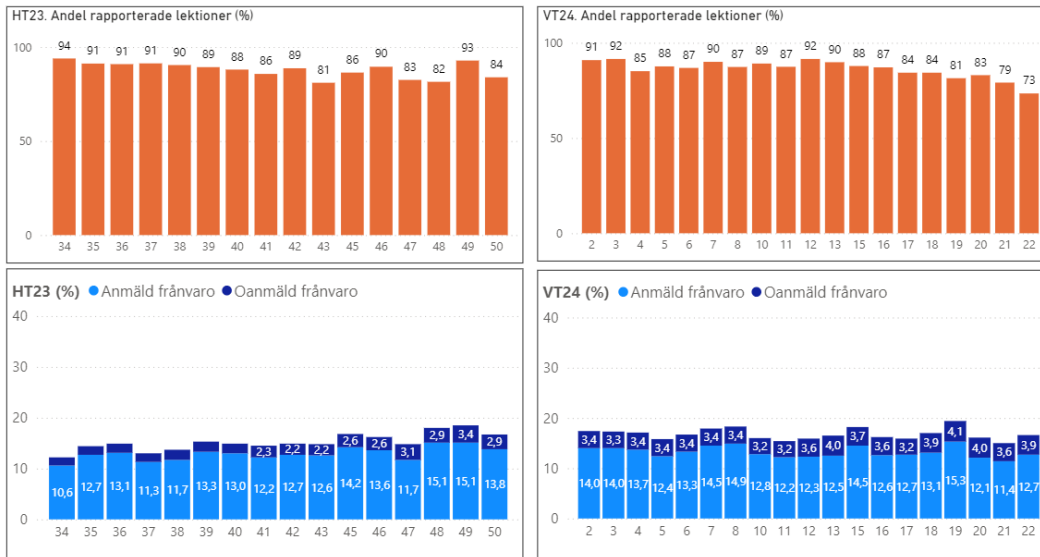 HT23. Andel rapporterade lektioner (%)
100
50
0
94 91 91 91 90 89 88 86 89 81 86 90 83 82 93 84
34 35 36 37 38 39 40 41 42 43 45 46 47 48 49 50
VT24. Andel rapporterade lektioner (%)
100
50
0
91 92 85 88 87 90 87 89 87 92 90 88 87 84 84 81 83 79 73
2 3 4 5 6 7 8 10 11 12 13 15 16 17 18 19 20 21 22
HT23 (%) Anmäld frånvaro Oanmäld frånvaro
40
30
20
10
0
2,3 2,2 2,2 2,6 2,6 3,1 2,9 3,4 2,9
10,6 12,7 13,1 11,3 11,7 13,3 13,0 12,2 12,7 12,6 14,2 13,6 11,7 15,1 15,1 13,8
34 35 36 37 38 39 40 41 42 43 45 46 47 48 49 50
VT24 (%) Anmäld frånvaro Oanmäld frånvaro
40
30
20
10
0
3,4 3,3 3,4 3,4 3,4 3,4 3,4 3,2 3,4 3,6 4,0 3,7 3,6 3,2 3,9 4,1 4,0 3,6 3,9
14,0 14,0 13,7 12,4 13,3 14,5 14,9 12,8 12,2 12,3 12,5 14,5 12,6 12,7 13,1 15,3 12,1 11,4 12,7
2 3 4 5 6 7 8 10 11 12 13 15 16 17 18 19 20 21 22